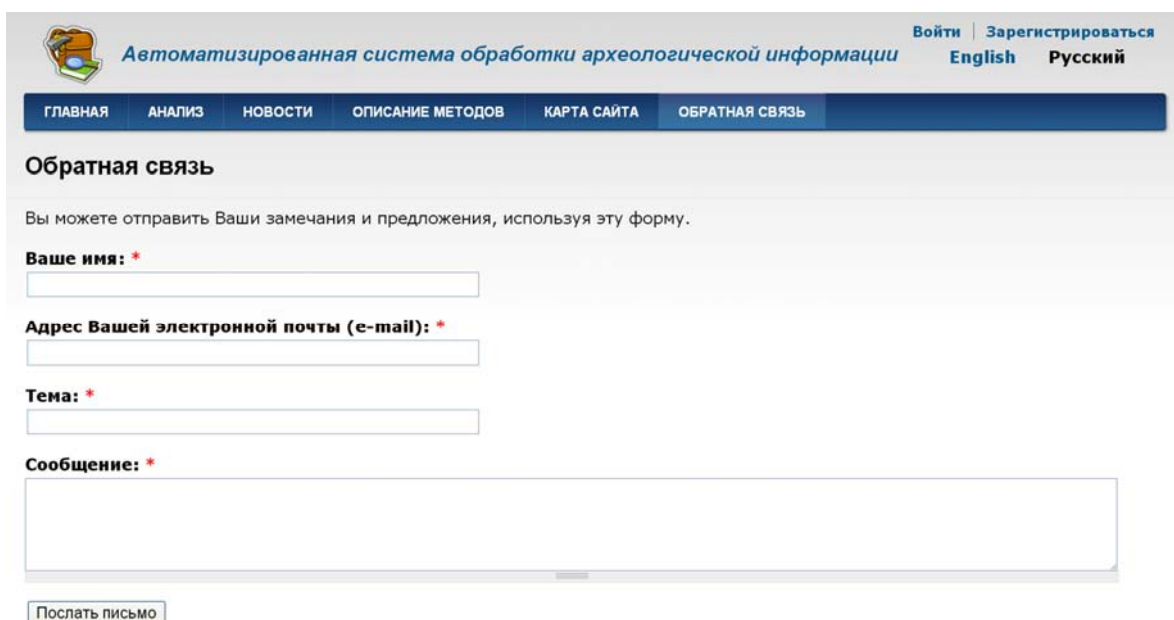 Войти | Зарегистрироваться
Автоматизированная система обработки археологической информации
English Русский
ГЛАВНАЯ АНАЛИЗ НОВОСТИ ОПИСАНИЕ МЕТОДОВ КАРТА САЙТА ОБРАТНАЯ СВЯЗЬ
Обратная связь
Вы можете отправить Ваши замечания и предложения, используя эту форму.
Ваше имя: *
Адрес Вашей электронной почты (e-mail): *
Тема: *
Сообщение: *
Послать письмо